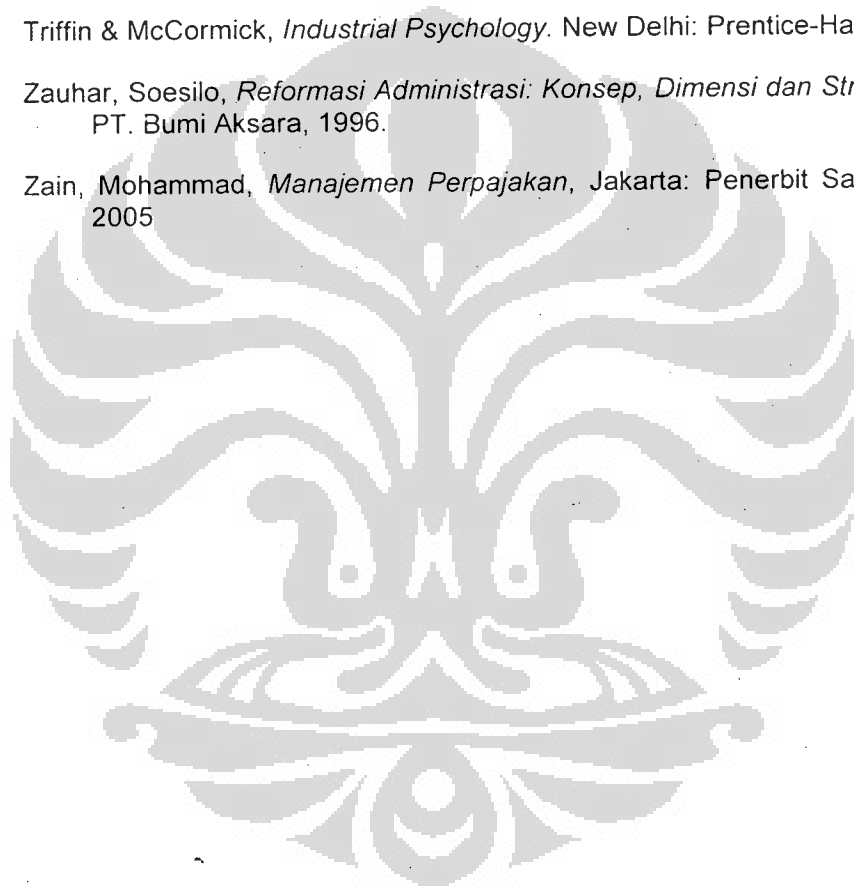 Triffin & McCormick, Industrial Psychology. New Delhi: Prentice-Ha
Zauhar, Soesilo, Reformasi Administrasi: Konsep, Dimensi dan Str
PT. Bumi Aksara, 1996.
Zain, Mohammad, Manajemen Perpajakan, Jakarta: Penerbit Sa
2005